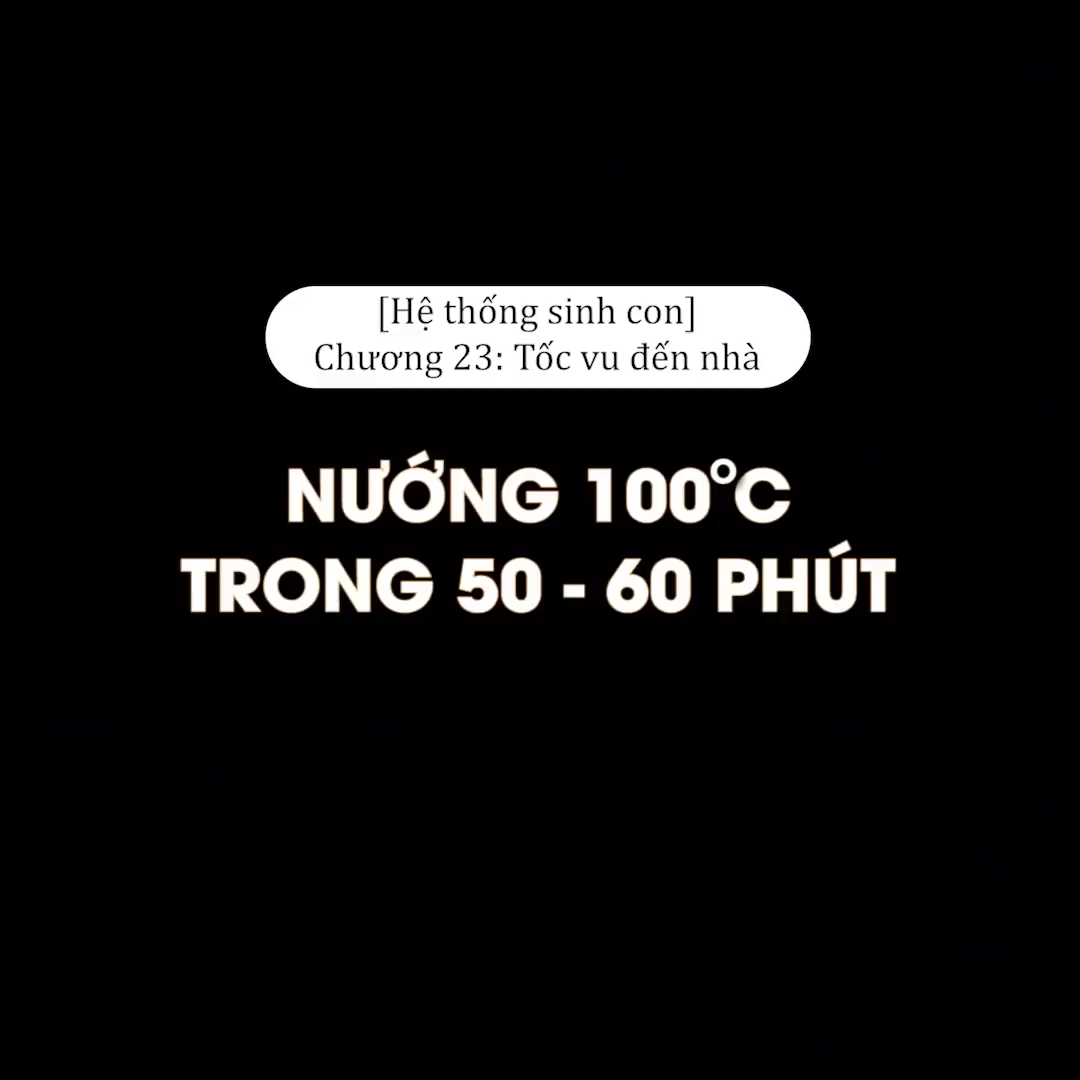 [Hệ thống sinh con]
Chương 23: Tốc vu đến nhà
NƯỚNG 100°C
TRONG 50 - 60 PHÚT